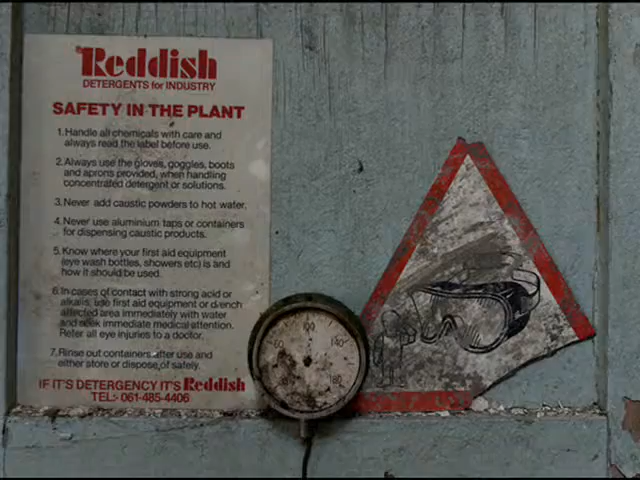 Reddish
DETERGENTS for INDUSTRY
SAFETY IN THE PLANT
1. Handle all chemicals with care and
always read the label before use.
2. Always use the gloves, goggles, boots
and aprons provided, when handling
concentrated detergent or solutions.
3. Never add caustic powders to hot water.
4. Never use aluminium taps or containers
for dispensing caustic products.
5. Know where your first aid equipment
(eye wash bottles, showers etc) is and
how it should be used.
6. In cases of contact with strong acid or
alkalis, use first aid equipment or drench
affected area immediately with water
and seek immediate medical attention.
Refer all eye injuries to a doctor.
7. Rinse out containers after use and
either store or dispose of safely.
IF IT'S DETERGENCY IT'S Reddish
TEL:- 061-485-4406
60
100
140
180